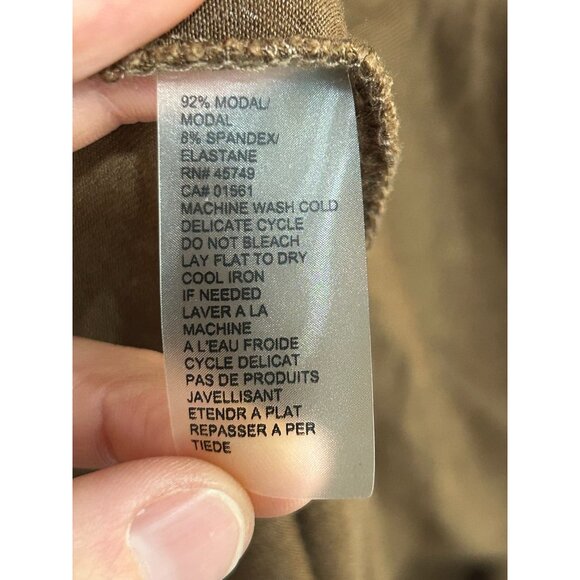 92% MODAL/
MODAL
8% SPANDEX/
ELASTANE
RN# 45749
CA# 01561
MACHINE WASH COLD
DELICATE CYCLE
DO NOT BLEACH
LAY FLAT TO DRY
COOL IRON
IF NEEDED
LAVER A LA
MACHINE
A L'EAU FROIDE
CYCLE DELICAT
PAS DE PRODUITS
JAVELLISANT
ETENDR A PLAT
REPASSER A PER
TIEDE